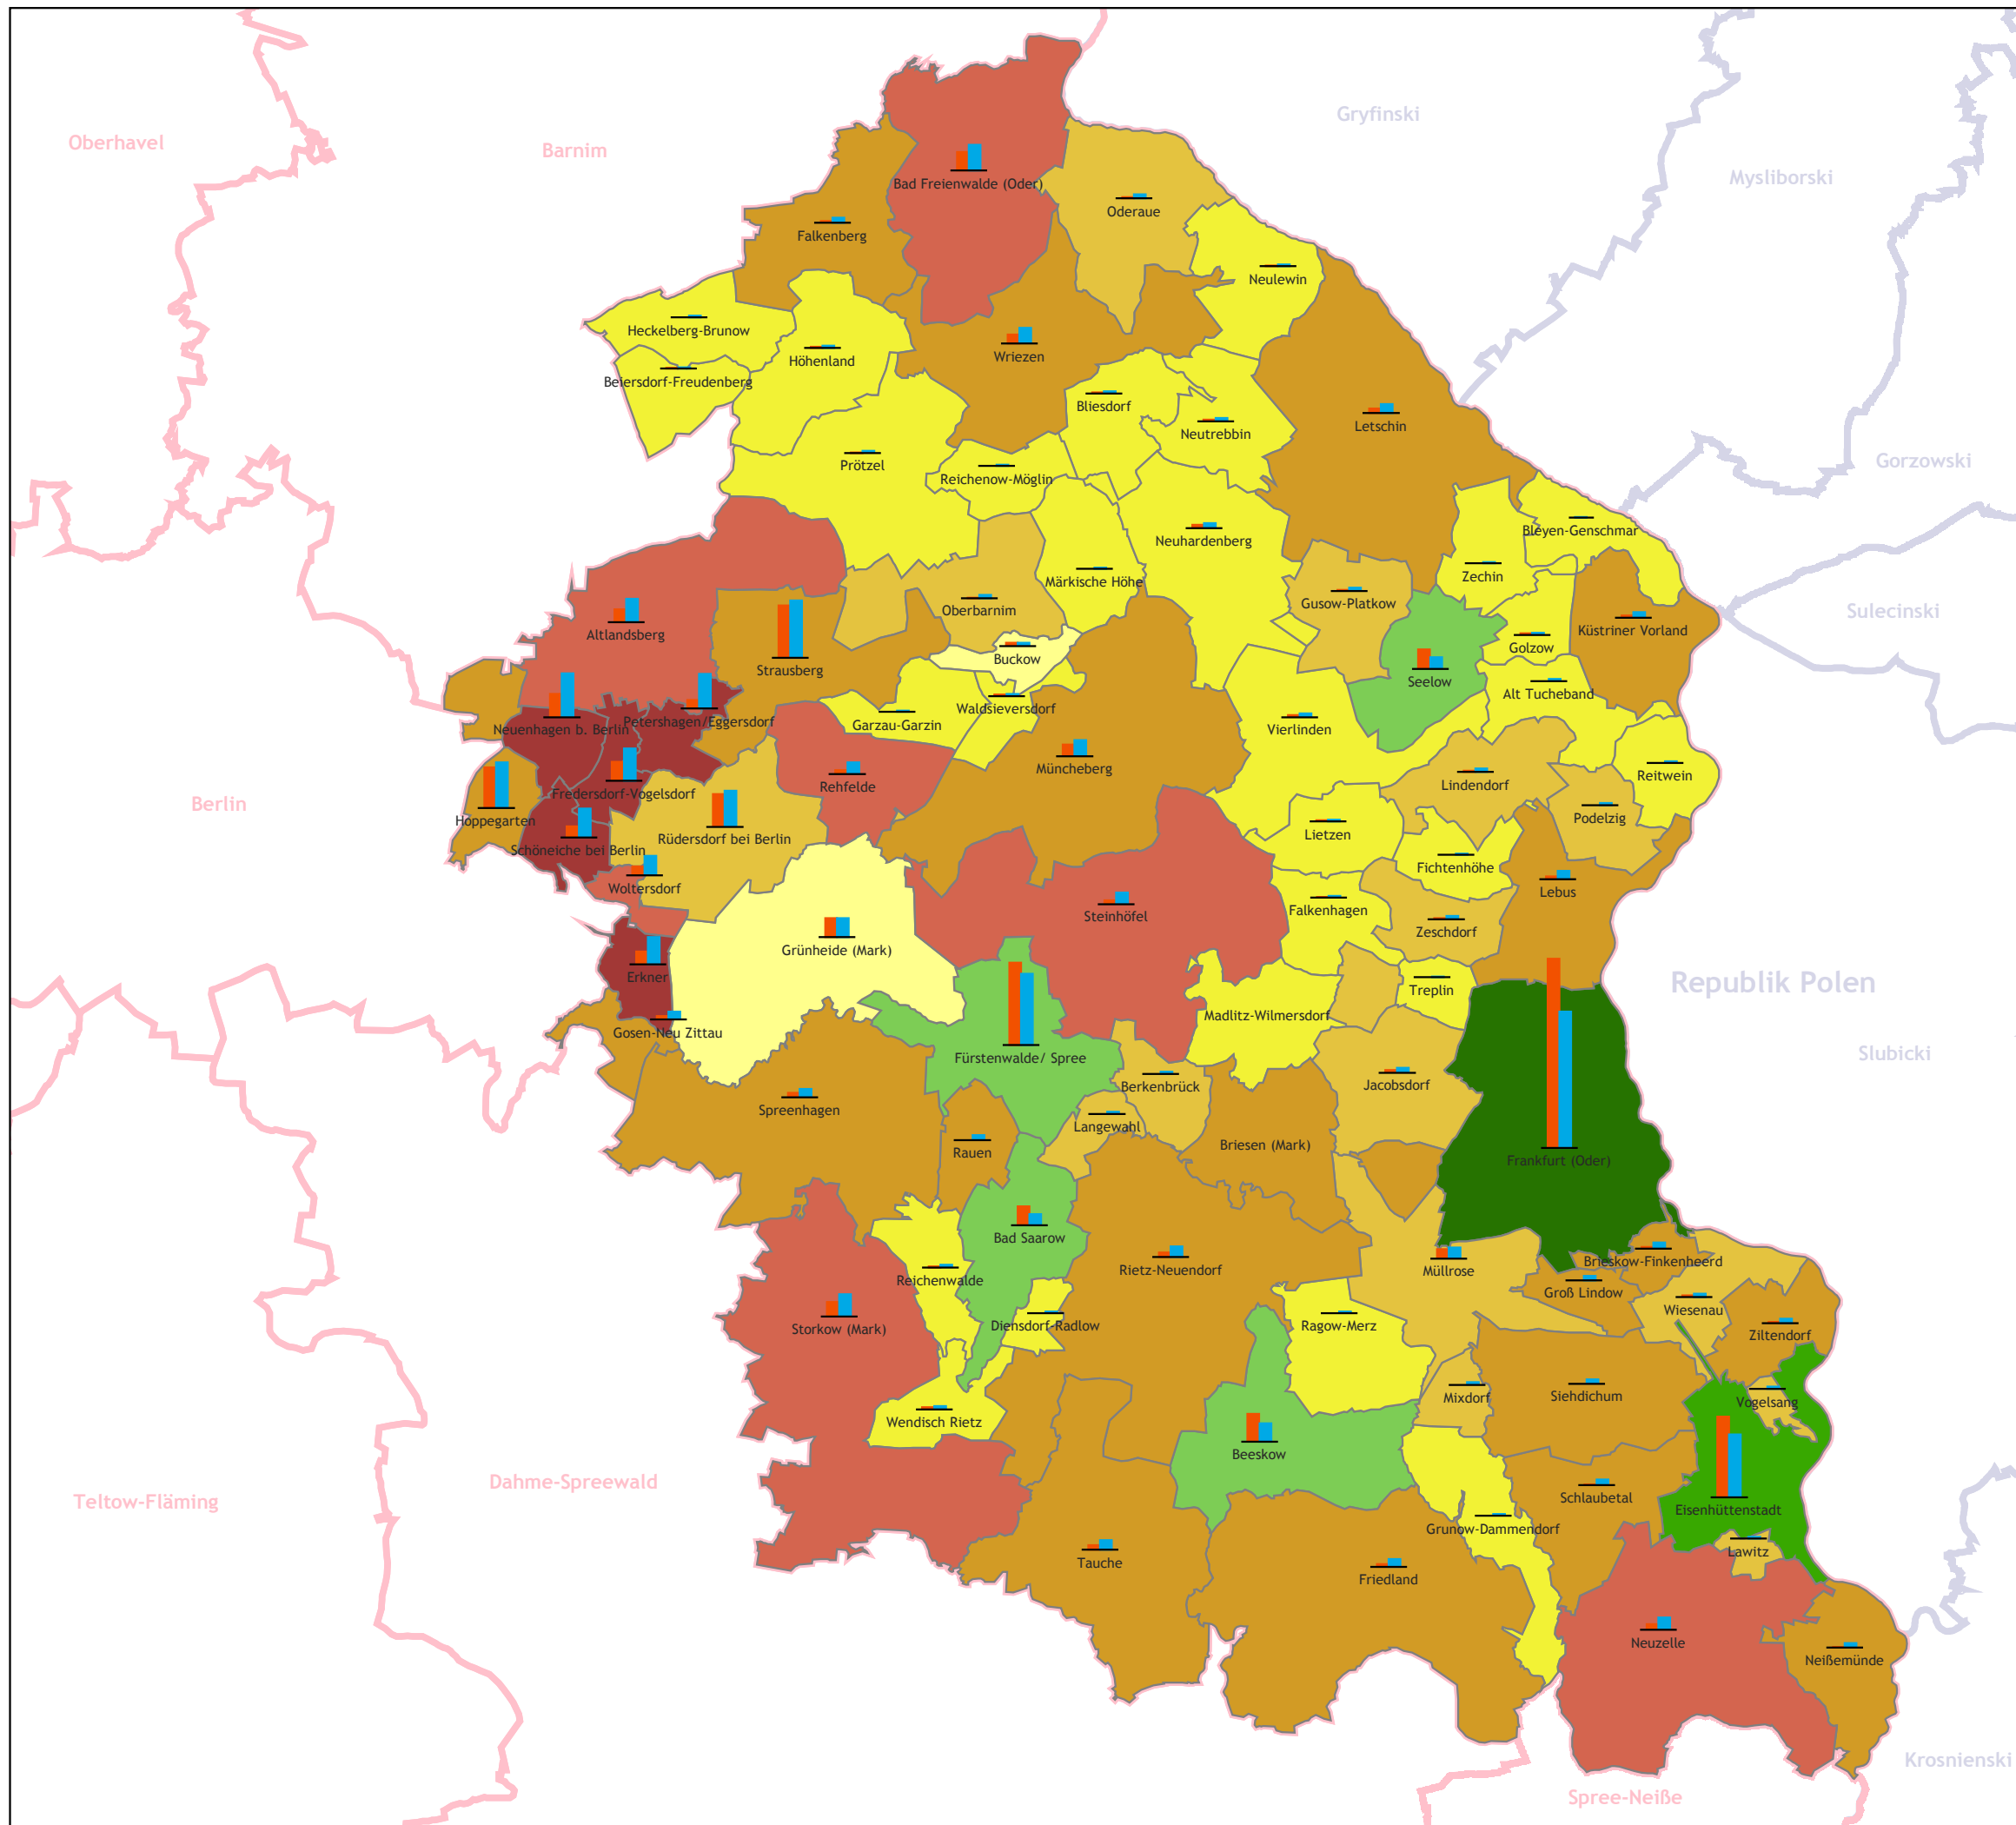 Gryfinski
Oberhavel
Barnim
Mysliborski
Bad Freienwalde (Oder)
Oderaue
Falkenberg
Neulewin
Heckelberg-Brunow
Höhenland
Wriezen
Beiersdorf-Freudenberg
Bliesdorf
Letschin
Neutrebbin
Gorzowski
Prötzel
Reichenow-Möglin
Bleyen-Genschmar
Neuhardenberg
Zechin
Märkische Höhe
Gusow-Platkow
Oberbarnim
Sulecinski
Altlandsberg
Küstriner Vorland
Golzow
Buckow
Strausberg
Seelow
Alt Tucheband
Waldsieversdorf
Petershagen/Eggersdorf
Garzau-Garzin
Neuenhagen b. Berlin
Vierlinden
Müncheberg
Reitwein
Lindendorf
Rehfelde
Fredersdorf-Vogelsdorf
Berlin
Podelzig
Hoppegarten
Lietzen
Rüdersdorf bei Berlin
Schöneiche bei Berlin
Fichtenhöhe
Woltersdorf
Lebus
Falkenhagen
Steinhöfel
Zeschdorf
Grünheide (Mark)
Erkner
Republik Polen
Treplin
Madlitz-Wilmersdorf
Gosen-Neu Zittau
Slubicki
Fürstenwalde/ Spree
Jacobsdorf
Berkenbrück
Spreenhagen
Langewahl
Briesen (Mark)
Rauen
Frankfurt (Oder)
Bad Saarow
Brieskow-Finkenheerd
Rietz-Neuendorf
Müllrose
Reichenwalde
Groß Lindow
Wiesenau
Storkow (Mark)
Diensdorf-Radlow
Ragow-Merz
Ziltendorf
Siehdichum
Mixdorf
Vogelsang
Wendisch Rietz
Beeskow
Dahme-Spreewald
Schlaubetal
Teltow-Fläming
Eisenhüttenstadt
Grunow-Dammendorf
Lawitz
Tauche
Friedland
Neuzelle
Neißemünde
Krosnienski
Spree-Neiße